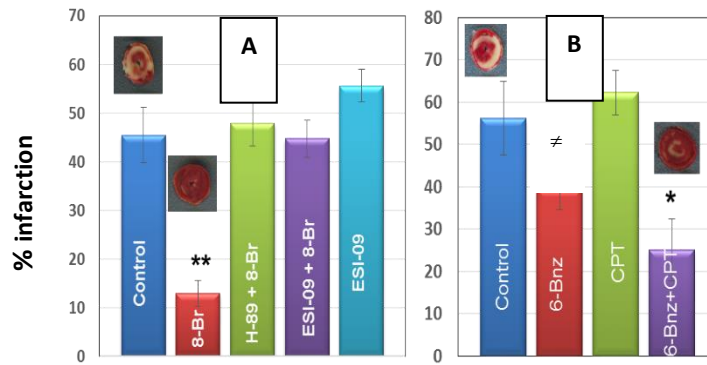 % infarction
70
60
50
40
30
20
10
0
A
Control
8-Br
**
H-89 + 8-Br
ESI-09 + 8-Br
ESI-09
80
70
60
50
40
30
20
10
0
B
Control
≠
6-Bnz
CPT
*
6-Bnz+CPT